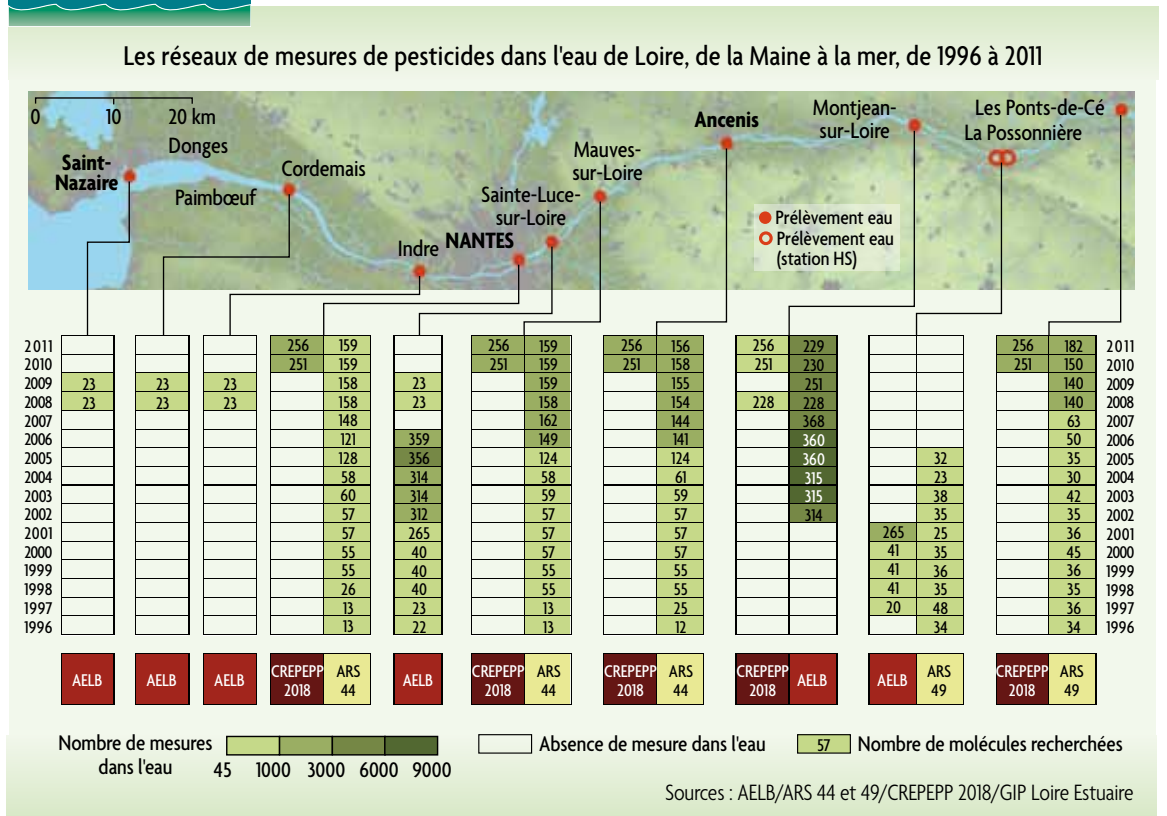 Les réseaux de mesures de pesticides dans l'eau de Loire, de la Maine à la mer, de 1996 à 2011
0 10 20 km
Donges
Saint-
Nazaire
Paimbœuf
Cordemais
Indre
NANTES
Sainte-Luce-
sur-Loire
Mauves-
sur-Loire
Ancenis
Montjean-
sur-Loire
Les Ponts-de-Cé
La Possonnière
Prélèvement eau
Prélèvement eau
(station HS)
2011 256 159 256 159 256 156 256 229 256 182 2011
2010 251 159 251 159 251 158 251 230 251 150 2010
2009 23 23 23 158 23 159 155 251 140 2009
2008 23 23 23 158 23 158 154 228 228 140 2008
2007 148 162 144 368 63 2007
2006 121 359 149 141 360 50 2006
2005 128 356 124 124 360 32 35 2005
2004 58 314 58 61 315 23 30 2004
2003 60 314 59 59 315 38 42 2003
2002 57 312 57 57 314 35 35 2002
2001 57 265 57 57 265 25 36 2001
2000 55 40 57 57 41 35 45 2000
1999 55 40 55 55 41 36 36 1999
1998 26 40 55 55 41 35 35 1998
1997 13 23 13 25 20 48 36 1997
1996 13 22 13 12 34 34 1996
AELB AELB AELB CREPEPP 2018 ARS 44 AELB CREPEPP 2018 ARS 44 CREPEPP 2018 ARS 44 CREPEPP 2018 AELB AELB ARS 49 CREPEPP 2018 ARS 49
Nombre de mesures
dans l'eau
45 1000 3000 6000 9000
Absence de mesure dans l'eau
57 Nombre de molécules recherchées
Sources : AELB/ARS 44 et 49/CREPEPP 2018/GIP Loire Estuaire